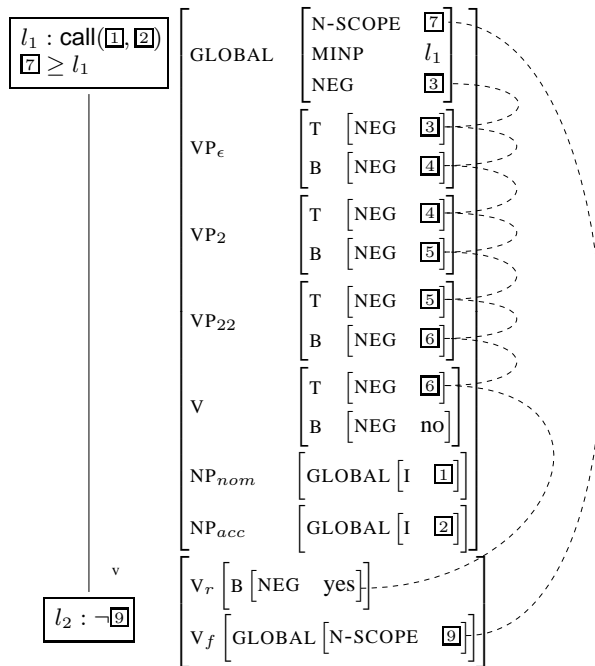 l₁ : call(1, 2)
7 ≥ l₁
GLOBAL
N-SCOPE 7
MINP l₁
NEG 3
VPϵ
T [NEG 3]
B [NEG 4]
VP₂
T [NEG 4]
B [NEG 5]
VP₂₂
T [NEG 5]
B [NEG 6]
V
T [NEG 6]
B [NEG no]
NPnom [GLOBAL [I 1]]
NPacc [GLOBAL [I 2]]
v
l₂ : ¬9
Vr [B [NEG yes]]
Vf [GLOBAL [N-SCOPE 9]]